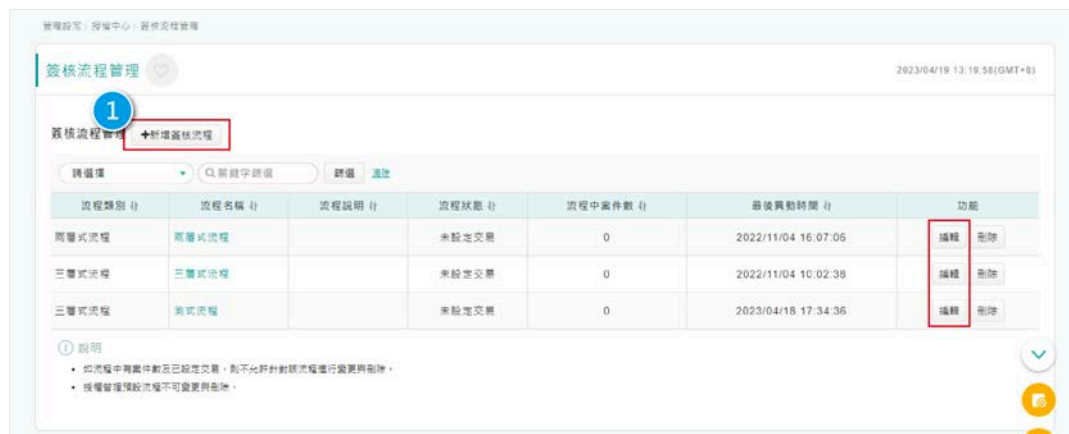 管理設定 › 授權中心 › 簽核流程管理
簽核流程管理
2023/04/19 13:19:58(GMT+8)
1
簽核流程管理 +新增簽核流程
請選擇 關鍵字篩選 篩選 清除
流程類別 流程名稱 流程說明 流程狀態 流程中案件數 最後異動時間 功能
兩層式流程 兩層式流程 未設定交易 0 2022/11/04 16:07:06 編輯 刪除
三層式流程 三層式流程 未設定交易 0 2022/11/04 10:02:38 編輯 刪除
三層式流程 式流程 未設定交易 0 2023/04/18 17:34:36 編輯 刪除
說明
• 如流程中有案件數及已設定交易,則不允許針對該流程進行變更與刪除。
• 授權管理預設流程不可變更與刪除。